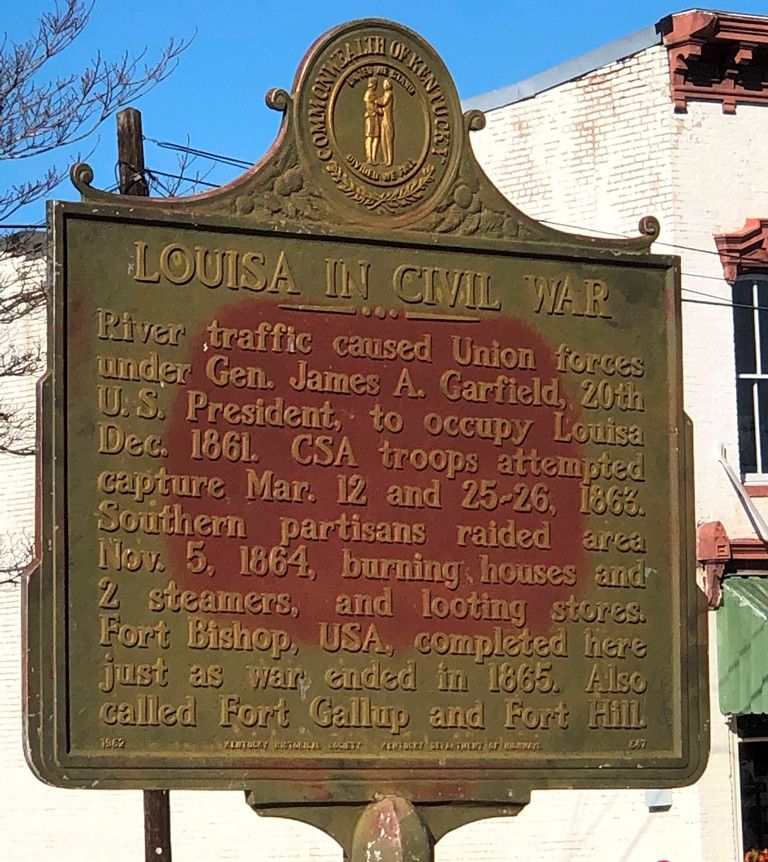 COMMONWEALTH OF KENTUCKY
UNITED WE STAND
DIVIDED WE FALL
LOUISA IN CIVIL WAR
River traffic caused Union forces
under Gen. James A. Garfield, 20th
U.S. President, to occupy Louisa
Dec. 1861. CSA troops attempted
capture Mar. 12 and 25-26, 1863.
Southern partisans raided area
Nov. 5, 1864, burning houses and
2 steamers, and looting stores.
Fort Bishop, USA, completed here
just as war ended in 1865. Also
called Fort Gallup and Fort Hill.
1962 KENTUCKY HISTORICAL SOCIETY KENTUCKY DEPARTMENT OF HIGHWAYS 547